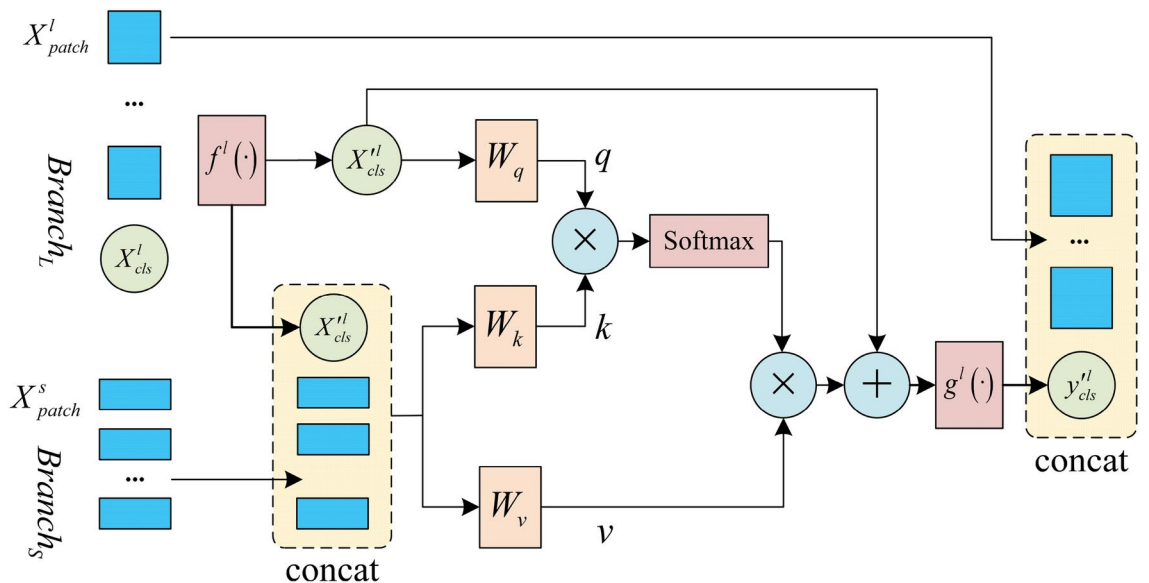 X^l_patch
...
Branch_L
X^l_cls
f^l(·)
X'^l_cls
W_q
q
×
Softmax
X'^l_cls
W_k
k
X^s_patch
Branch_S
...
W_v
v
×
+
g^l(·)
...
y'^l_cls
concat
concat